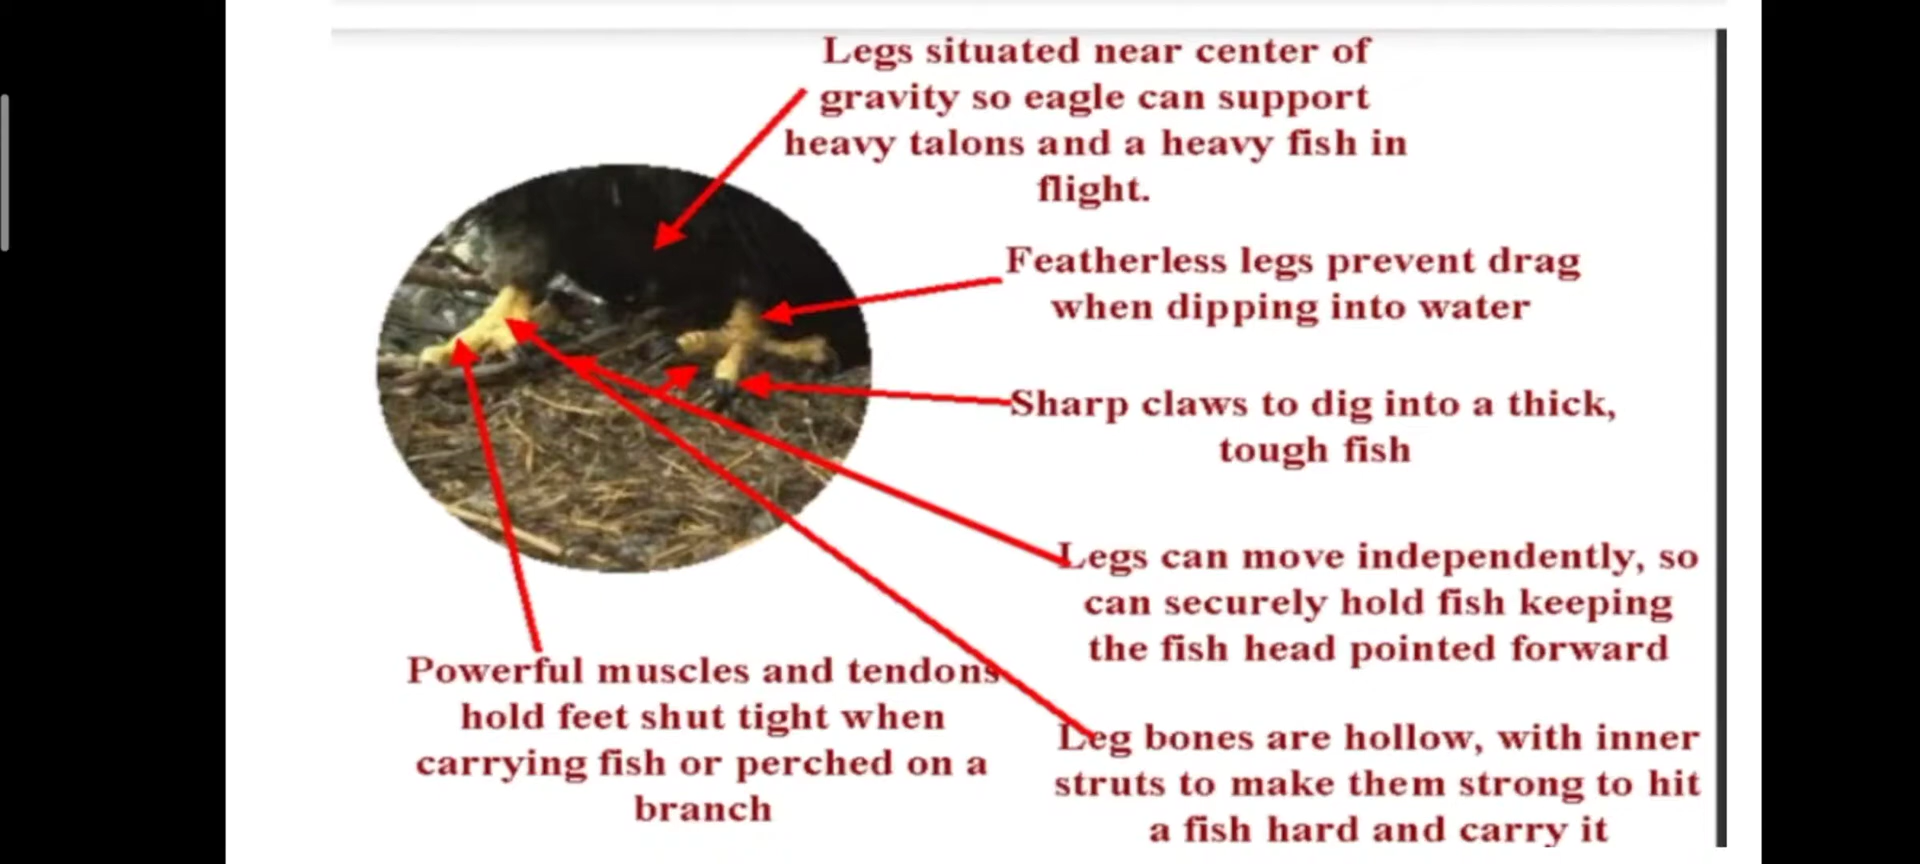 Legs situated near center of
gravity so eagle can support
heavy talons and a heavy fish in
flight.
Featherless legs prevent drag
when dipping into water
Sharp claws to dig into a thick,
tough fish
Legs can move independently, so
can securely hold fish keeping
the fish head pointed forward
Powerful muscles and tendons
hold feet shut tight when
carrying fish or perched on a
branch
Leg bones are hollow, with inner
struts to make them strong to hit
a fish hard and carry it